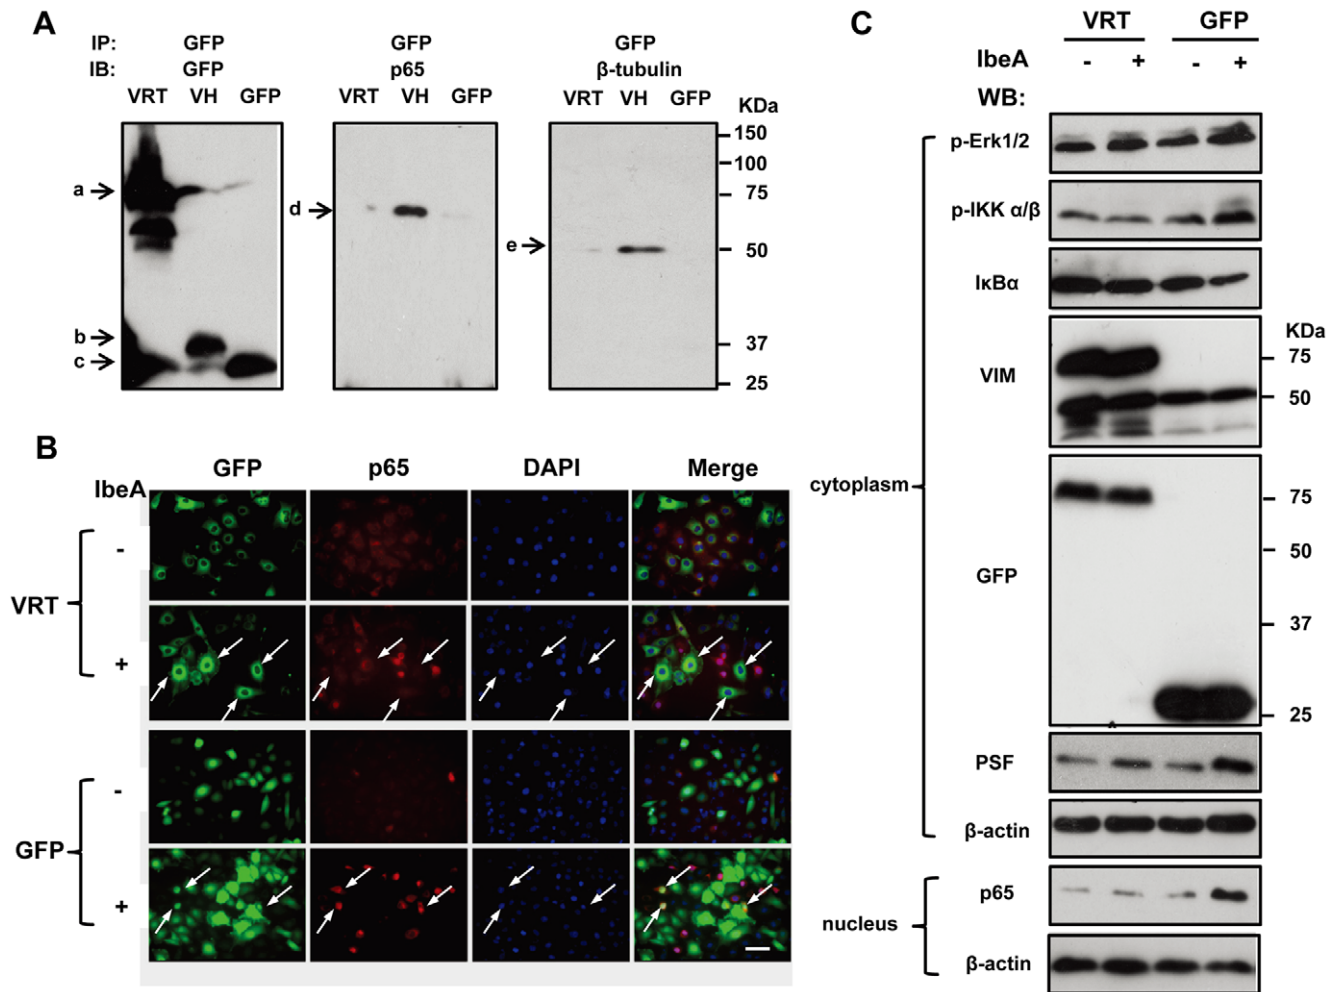 A
IP: GFP GFP GFP
IB: GFP p65 β-tubulin
VRT VH GFP VRT VH GFP VRT VH GFP KDa
150
100
a 75
d
e 50
b 37
c
25
B
GFP p65 DAPI Merge
IbeA
VRT
-
+
GFP
-
+
C
VRT GFP
IbeA - + - +
WB:
cytoplasm
p-Erk1/2
p-IKK α/β
IκBα
KDa
75
VIM
50
75
50
GFP
37
25
PSF
β-actin
nucleus
p65
β-actin